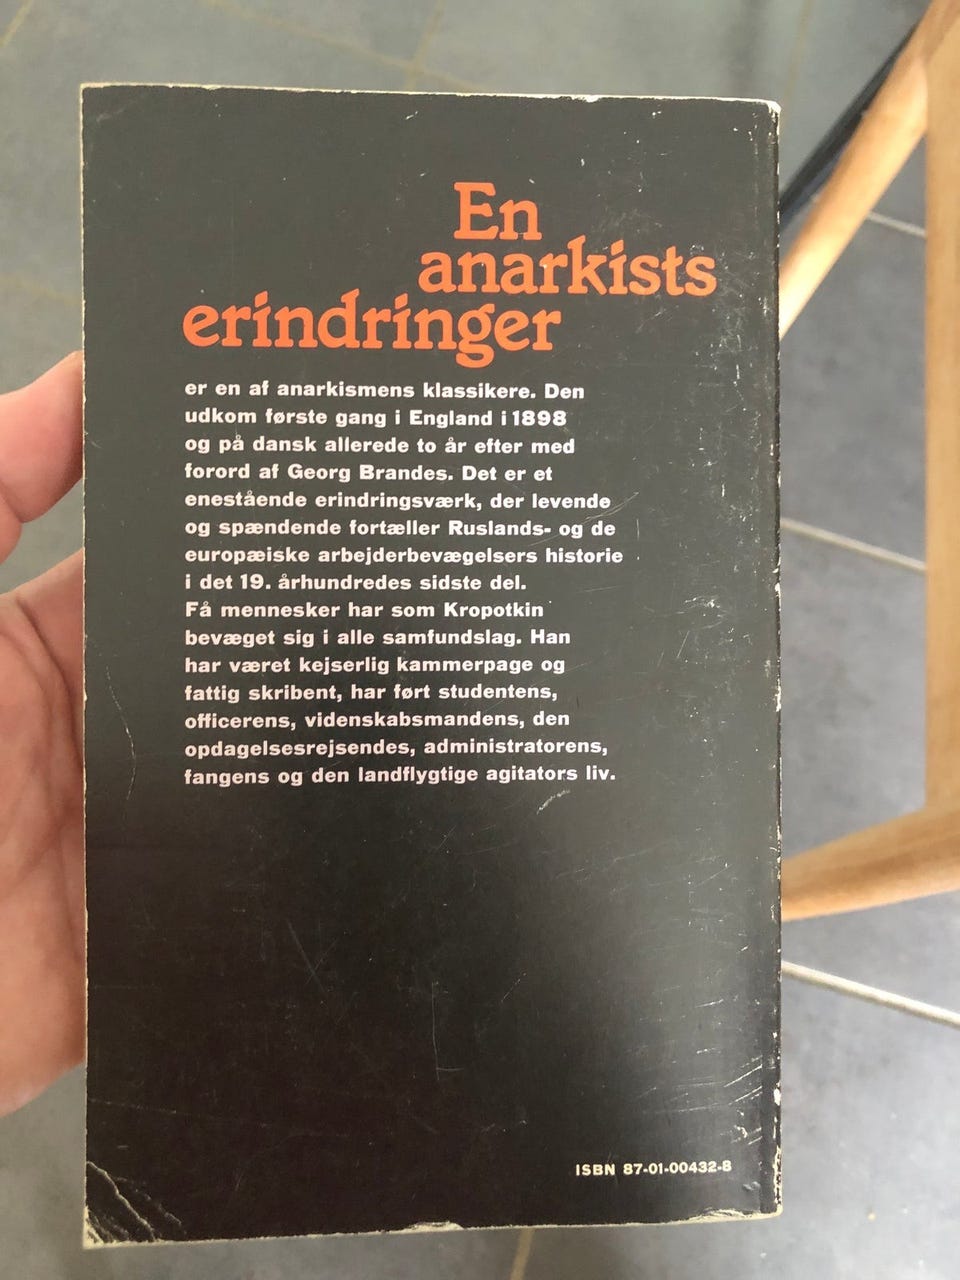 En
anarkists
erindringer
er en af anarkismens klassikere. Den
udkom første gang i England i 1898
og på dansk allerede to år efter med
forord af Georg Brandes. Det er et
enestående erindringsværk, der levende
og spændende fortæller Ruslands- og de
europæiske arbejderbevægelsers historie
i det 19. århundredes sidste del.
Få mennesker har som Kropotkin
bevæget sig i alle samfundslag. Han
har været kejserlig kammerpage og
fattig skribent, har ført studentens,
officerens, videnskabsmandens, den
opdagelsesrejsendes, administratorens,
fangens og den landflygtige agitators liv.
ISBN 87-01-00432-8